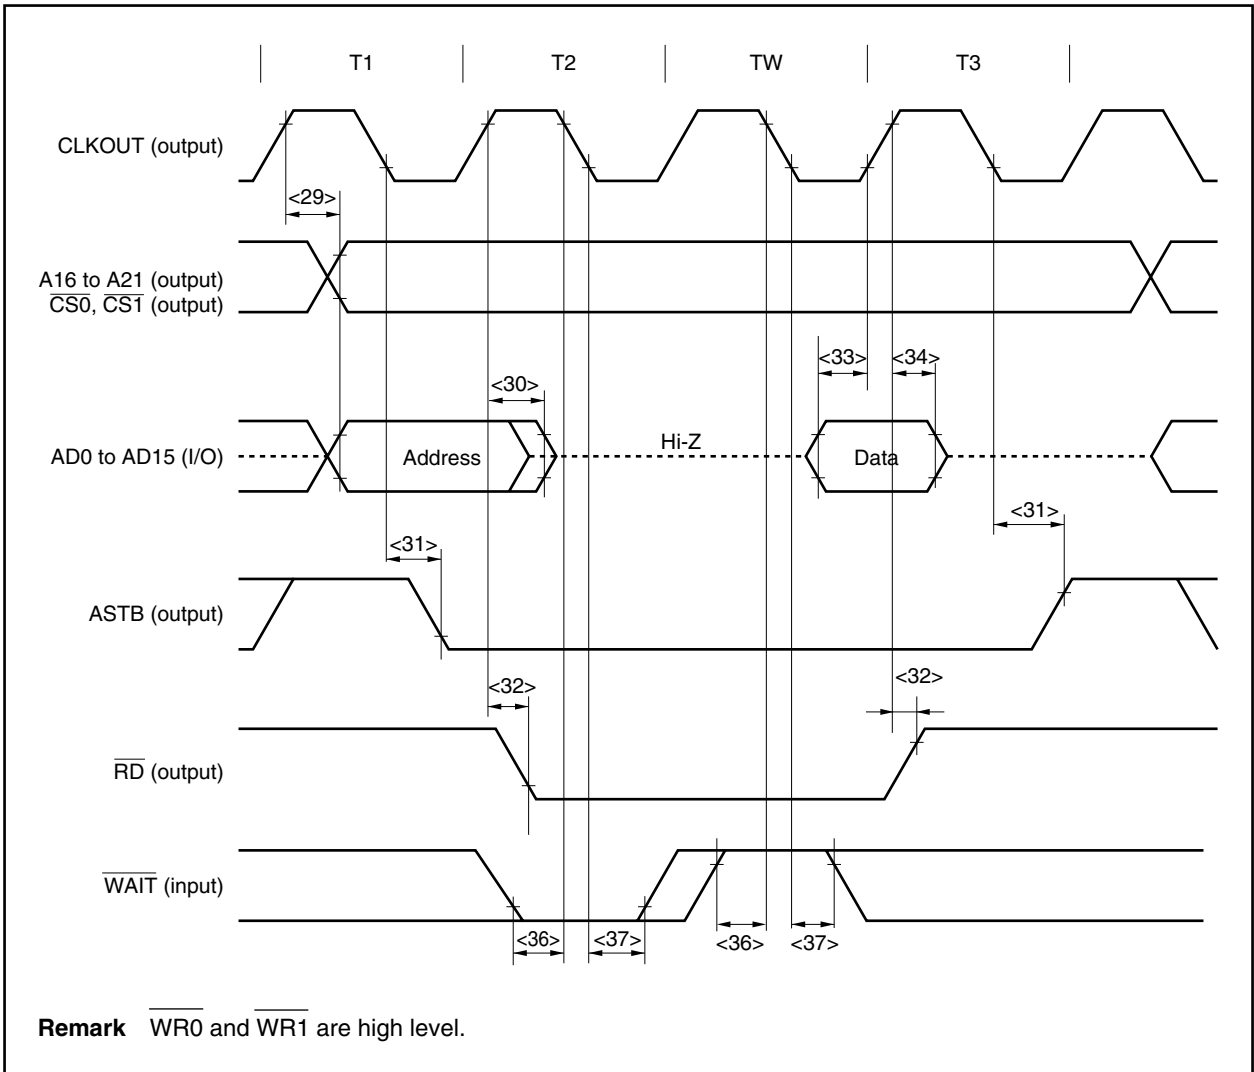 T1 T2 TW T3
CLKOUT (output)
<29>
A16 to A21 (output)
CS0, CS1 (output)
<33> <34>
<30>
AD0 to AD15 (I/O) Address Hi-Z Data
<31>
<31>
ASTB (output)
<32>
<32>
RD (output)
WAIT (input)
<36> <37> <36> <37>
Remark WR0 and WR1 are high level.